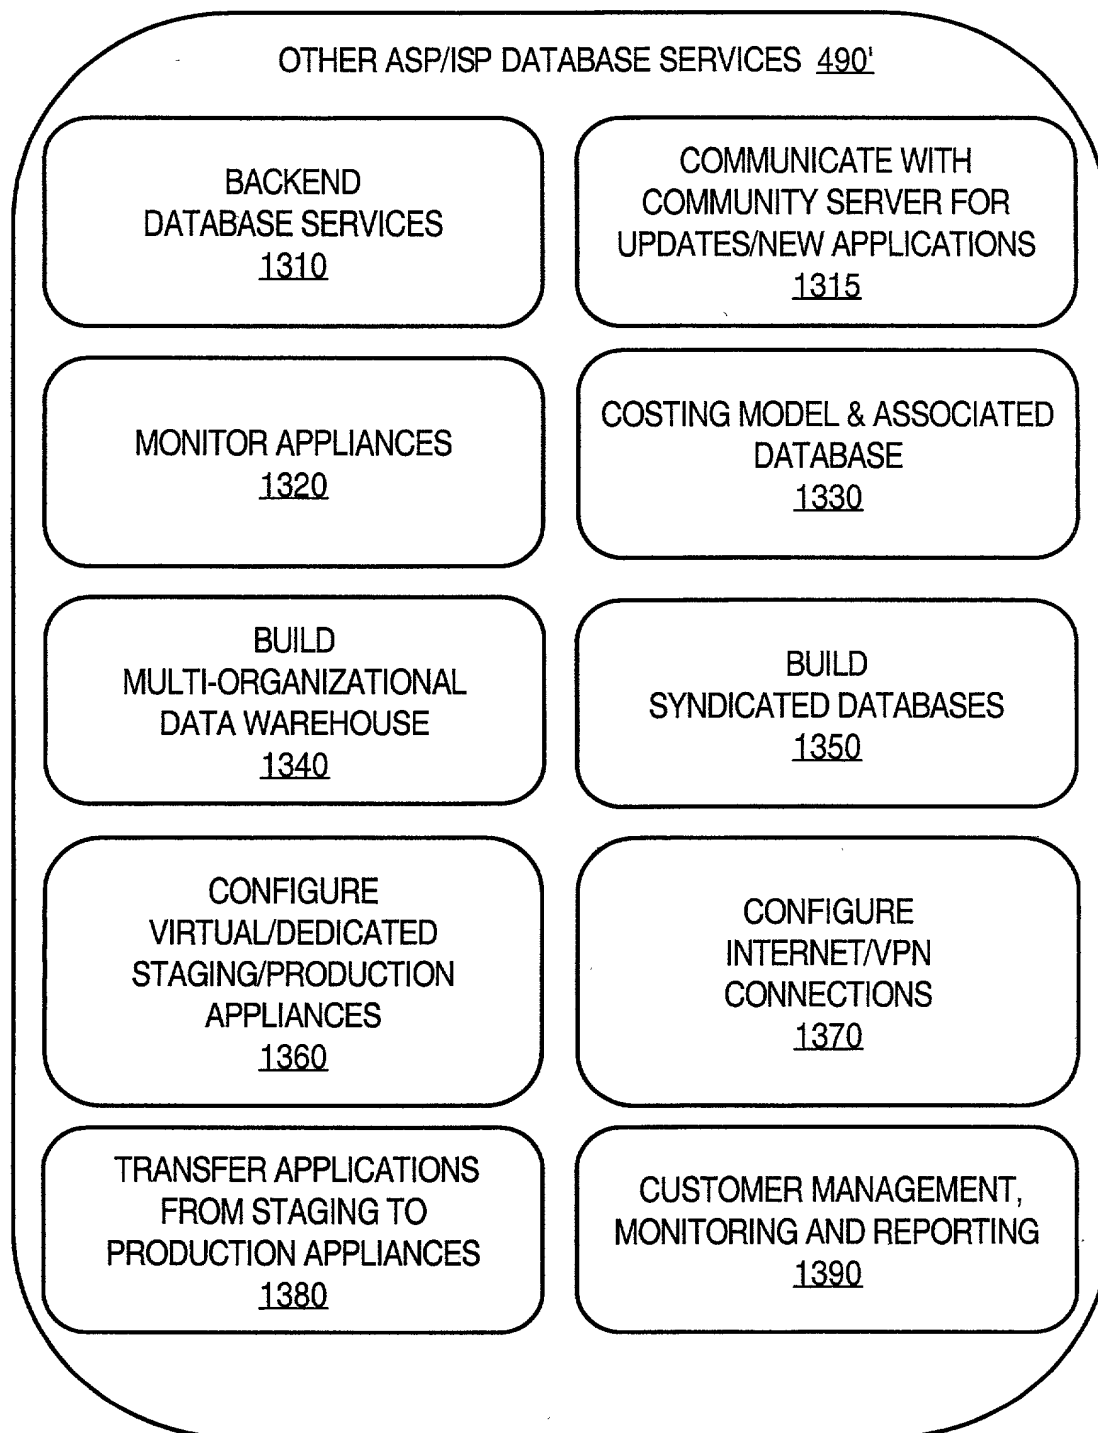 OTHER ASP/ISP DATABASE SERVICES 490'
BACKEND
DATABASE SERVICES
1310
COMMUNICATE WITH
COMMUNITY SERVER FOR
UPDATES/NEW APPLICATIONS
1315
MONITOR APPLIANCES
1320
COSTING MODEL & ASSOCIATED
DATABASE
1330
BUILD
MULTI-ORGANIZATIONAL
DATA WAREHOUSE
1340
BUILD
SYNDICATED DATABASES
1350
CONFIGURE
VIRTUAL/DEDICATED
STAGING/PRODUCTION
APPLIANCES
1360
CONFIGURE
INTERNET/VPN
CONNECTIONS
1370
TRANSFER APPLICATIONS
FROM STAGING TO
PRODUCTION APPLIANCES
1380
CUSTOMER MANAGEMENT,
MONITORING AND REPORTING
1390